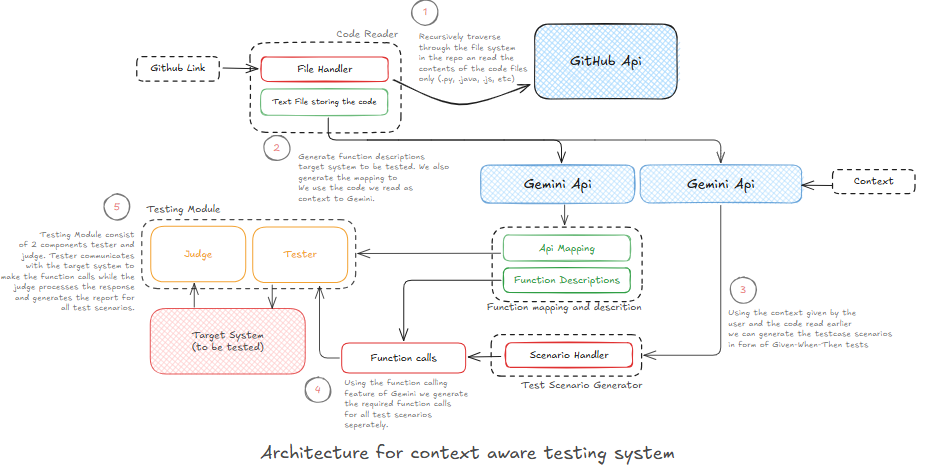 1
Code Reader
Recursively traverse
through the file system
in the repo an read the
contents of the code files
only (.py, .java, .js, etc)
GitHub Api
Github Link
File Handler
Text File storing the code
2
Generate function descriptions
target system to be tested. We also
generate the mapping to
We use the code we read as
context to Gemini.
Gemini Api
Gemini Api
Context
5
Testing Module
Testing Module consist
of 2 components tester and
judge. Tester communicates
with the target system to
make the function calls while the
judge processes the response
and generates the report for
all test scenarios.
Judge
Tester
Api Mapping
Function Descriptions
Function mapping and descrition
3
Using the context given by the
user and the code read earlier
we can generate the testcase scenarios
in form of Given-When-Then tests
Target System
(to be tested)
Function calls
Scenario Handler
Test Scenario Generator
4
Using the function calling
feature of Gemini we generate
the required function calls
for all test scenarios
seperately.
Architecture for context aware testing system